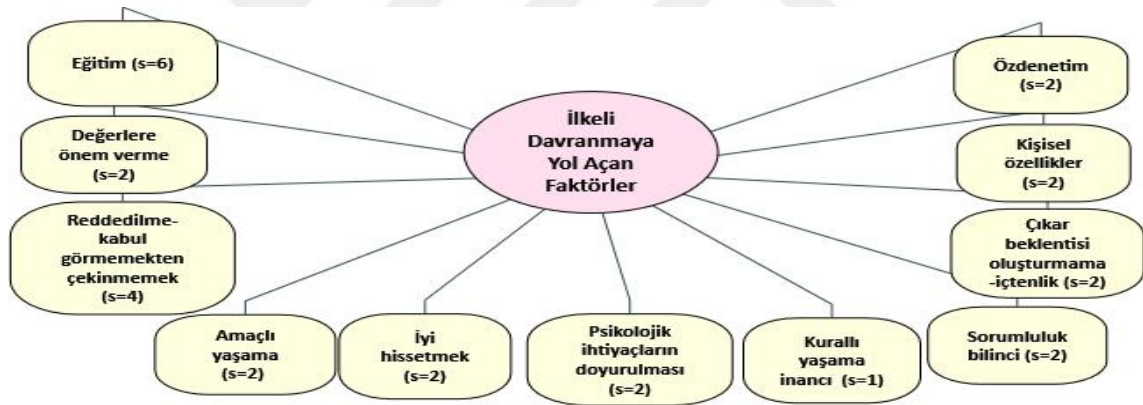 Eğitim (s=6)
Değerlere
önem verme
(s=2)
Reddedilme-
kabul
görmemekten
çekinmemek
(s=4)
Amaçlı
yaşama
(s=2)
İyi
hissetmek
(s=2)
Psikolojik
ihtiyaçların
doyurulması
(s=2)
Kurallı
yaşama
inancı (s=1)
Sorumluluk
bilinci (s=2)
Çıkar
beklentisi
oluşturmama
-içtenlik (s=2)
Kişisel
özellikler
(s=2)
Özdenetim
(s=2)
İlkeli
Davranmaya
Yol Açan
Faktörler